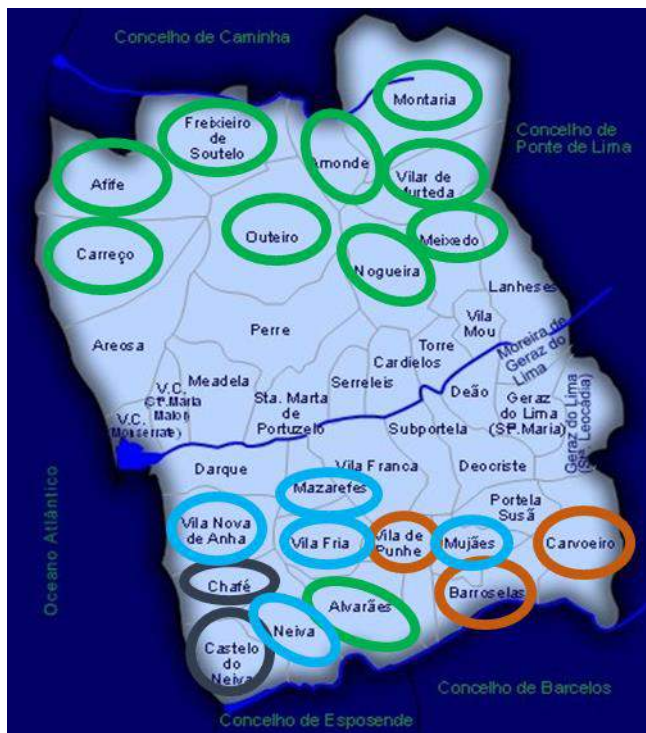 Concelho de Caminha
Montaria
Freixieiro
de
Soutelo
Concelho de
Ponte de Lima
Amonde
Afife
Vilar de
Murteda
Outeiro
Meixedo
Carreço
Nogueira
Lanheses
Vila
Mou
Perre
Areosa
Torre
Moreira de
Geraz do
Lima
Cardielos
Meadela
Serreleis
V.C.
(Stª.Maria
Maior)
Deão
Sta. Marta
de
Portuzelo
Geraz
do Lima
(Stª.Maria)
Geraz do Lima
(Stª Leocádia)
V.C.
(Monserrate)
Subportela
Darque
Vila Franca
Deocriste
Mazarefes
Portela
Susã
Vila Nova
de Anha
Vila Fria
Vila de
Punhe
Mujães
Carvoeiro
Oceano Atlântico
Chafé
Barroselas
Alvarães
Neiva
Castelo
do
Neiva
Concelho de Barcelos
Concelho de Esposende